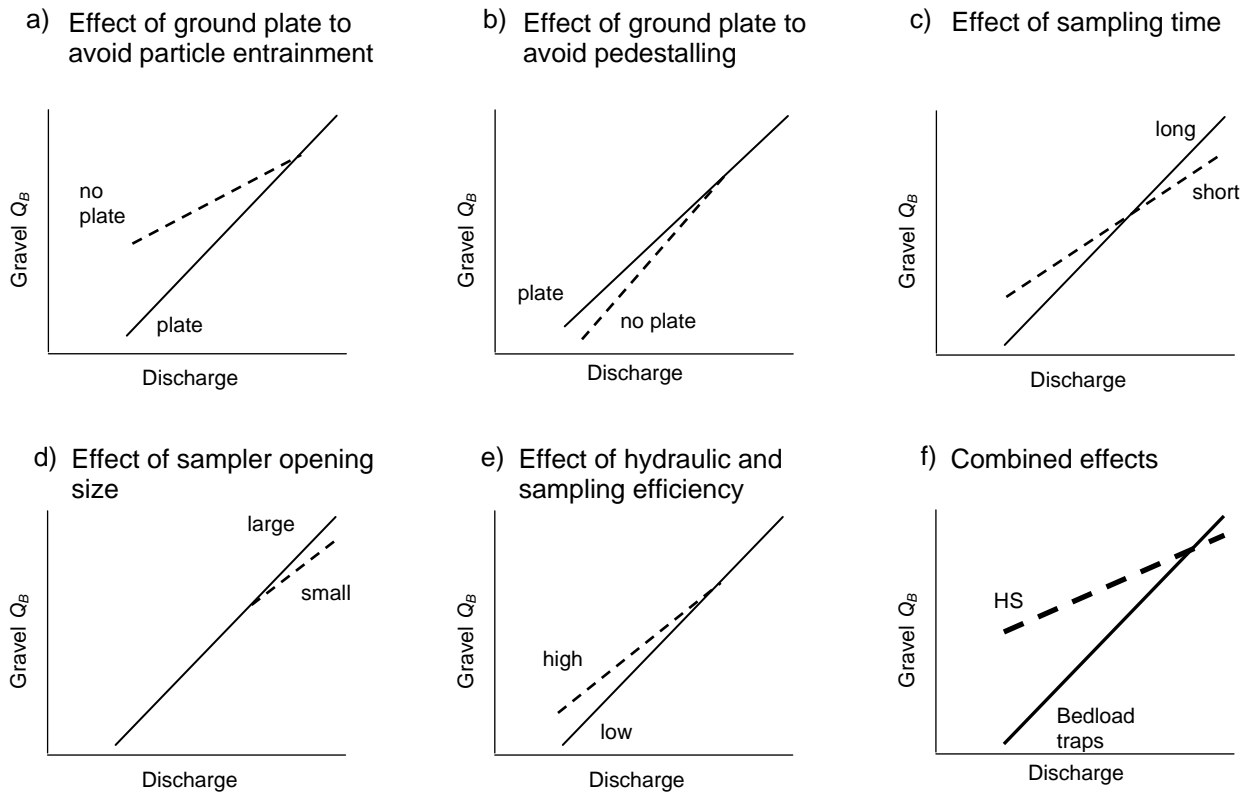 a) Effect of ground plate to
avoid particle entrainment
Gravel QB
no
plate
plate
Discharge
b) Effect of ground plate to
avoid pedestalling
Gravel QB
plate
no plate
Discharge
c) Effect of sampling time
Gravel QB
long
short
Discharge
d) Effect of sampler opening
size
Gravel QB
large
small
Discharge
e) Effect of hydraulic and
sampling efficiency
Gravel QB
high
low
Discharge
f) Combined effects
Gravel QB
HS
Bedload
traps
Discharge